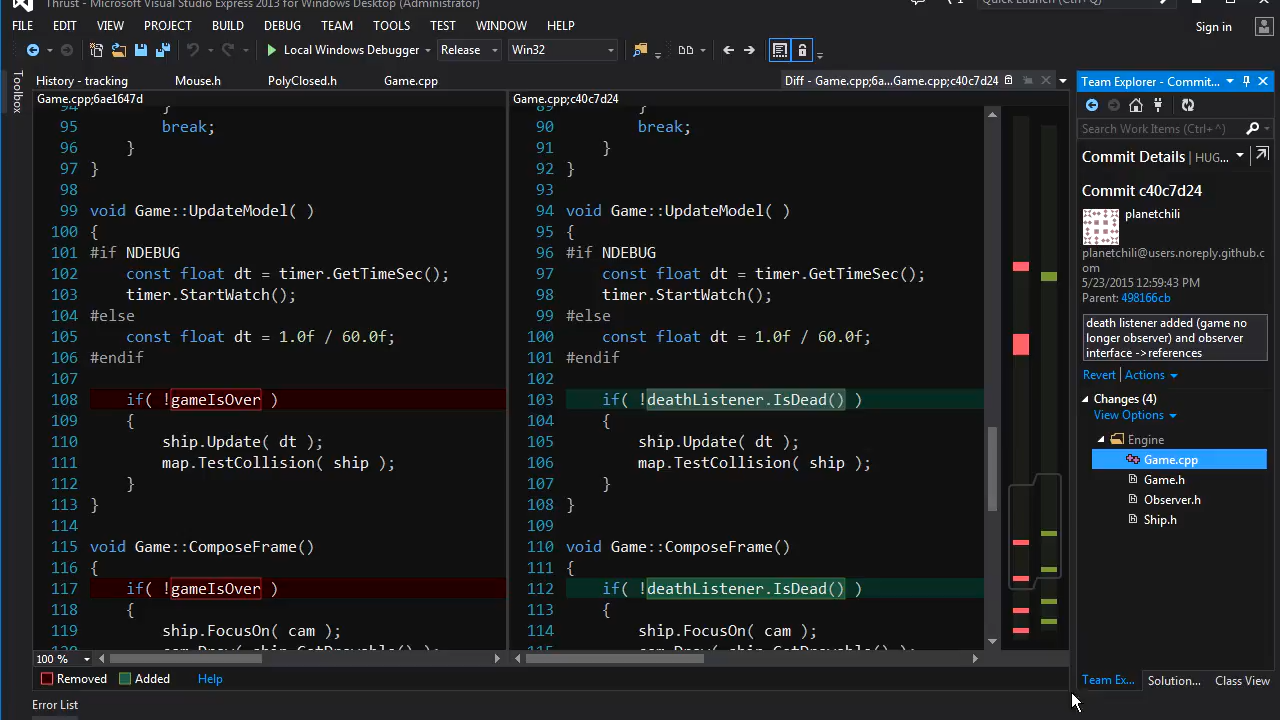 Thrust - Microsoft Visual Studio Express 2013 for Windows Desktop (Administrator)
Quick Launch (Ctrl+Q)
FILE EDIT VIEW PROJECT BUILD DEBUG TEAM TOOLS TEST WINDOW HELP
Sign in
Local Windows Debugger Release Win32
Toolbox
History - tracking Mouse.h PolyClosed.h Game.cpp Diff - Game.cpp;6a...Game.cpp;c40c7d24
Game.cpp;6ae1647d
94 }
95 break;
96 }
97 }
98
99 void Game::UpdateModel( )
100 {
101 #if NDEBUG
102 const float dt = timer.GetTimeSec();
103 timer.StartWatch();
104 #else
105 const float dt = 1.0f / 60.0f;
106 #endif
107
108 if( !gameIsOver )
109 {
110 ship.Update( dt );
111 map.TestCollision( ship );
112 }
113 }
114
115 void Game::ComposeFrame()
116 {
117 if( !gameIsOver )
118 {
119 ship.FocusOn( cam );
Game.cpp;c40c7d24
89 }
90 break;
91 }
92 }
93
94 void Game::UpdateModel( )
95 {
96 #if NDEBUG
97 const float dt = timer.GetTimeSec();
98 timer.StartWatch();
99 #else
100 const float dt = 1.0f / 60.0f;
101 #endif
102
103 if( !deathListener.IsDead() )
104 {
105 ship.Update( dt );
106 map.TestCollision( ship );
107 }
108 }
109
110 void Game::ComposeFrame()
111 {
112 if( !deathListener.IsDead() )
113 {
114 ship.FocusOn( cam );
100 %
Removed Added Help
Error List
Team Explorer - Commit...
Search Work Items (Ctrl+^)
Commit Details | HUG...
Commit c40c7d24
planetchili
planetchili@users.noreply.github.c
om
5/23/2015 12:59:43 PM
Parent: 498166cb
death listener added (game no
longer observer) and observer
interface ->references
Revert Actions
Changes (4)
View Options
Engine
Game.cpp
Game.h
Observer.h
Ship.h
Team Ex... Solution... Class View